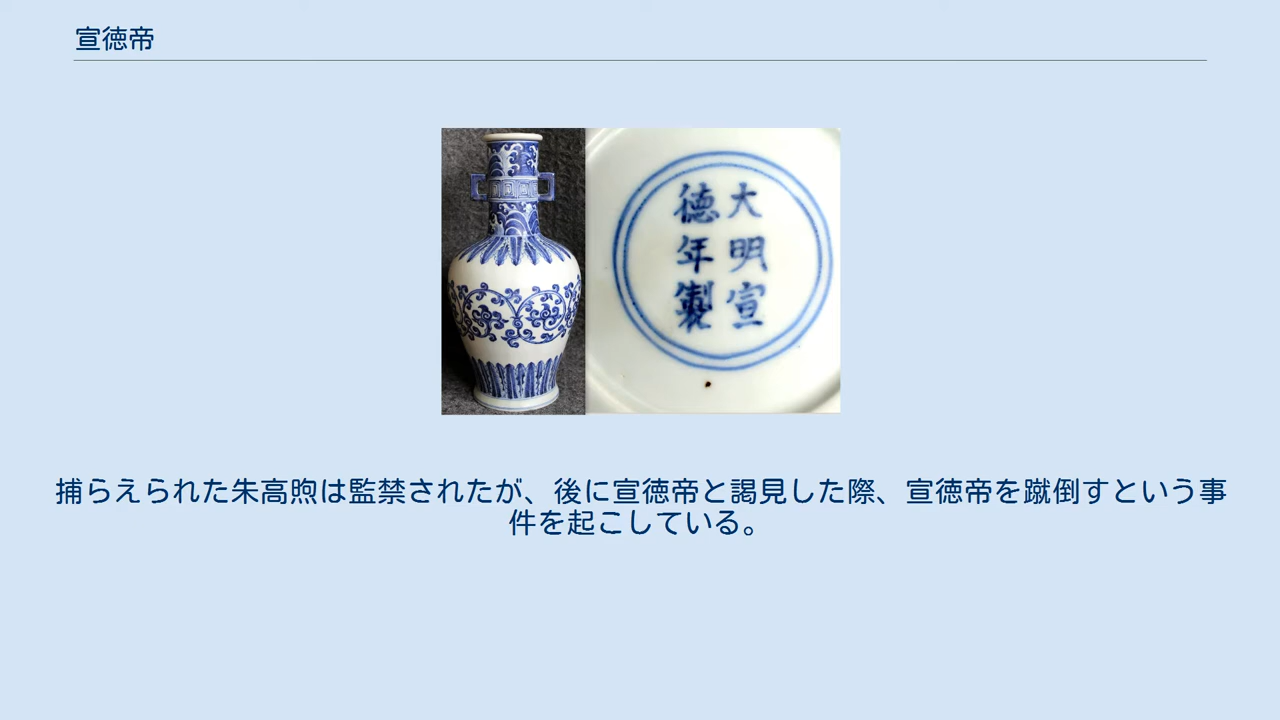 宣徳帝
大明宣
徳年製
捕らえられた朱高煦は監禁されたが、後に宣徳帝と謁見した際、宣徳帝を蹴倒すという事
件を起こしている。